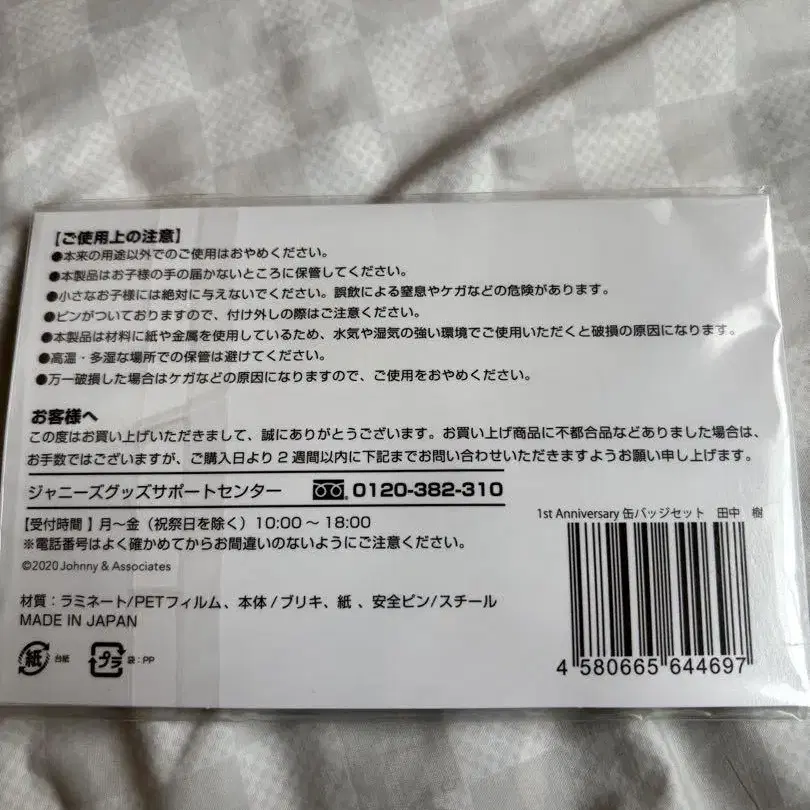 【ご使用上の注意】
●本来の用途以外でのご使用はおやめください。
●本製品はお子様の手の届かないところに保管してください。
●小さなお子様には絶対に与えないでください。誤飲による窒息やケガなどの危険があります。
●ピンがついておりますので、付け外しの際はご注意ください。
●本製品は材料に紙や金属を使用しているため、水気や湿気の強い環境でご使用いただくと破損の原因になります。
●高温・多湿な場所での保管は避けてください。
●万一破損した場合はケガなどの原因になりますので、ご使用をおやめください。
お客様へ
この度はお買い上げいただきまして、誠にありがとうございます。お買い上げ商品に不都合品などありました場合は、
お手数ではございますが、ご購入日より2週間以内に下記までお問い合わせいただきますようお願い申し上げます。
ジャニーズグッズサポートセンター 0120-382-310
【受付時間】月〜金（祝祭日を除く）10:00〜18:00
※電話番号はよく確かめてからお間違いのないようにご注意ください。
©2020 Johnny & Associates
1st Anniversary 缶バッジセット 田中 樹
材質：ラミネート/PETフィルム、本体/ブリキ、紙、安全ピン/スチール
MADE IN JAPAN
紙 台紙 プラ 袋：PP
4 580665 644697